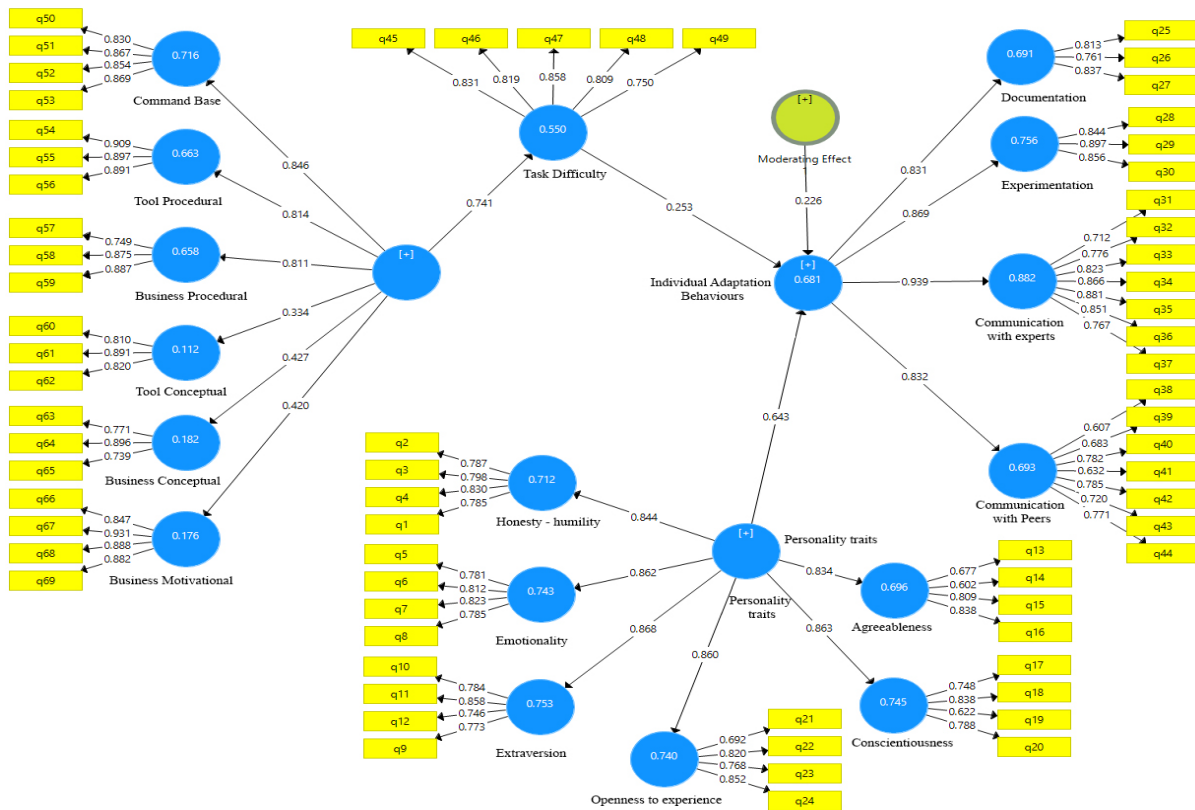 q50
q51
q52
q53
0.830
0.867
0.854
0.869
0.716
Command Base
q54
q55
q56
0.909
0.897
0.891
0.663
Tool Procedural
q57
q58
q59
0.749
0.875
0.887
0.658
Business Procedural
q60
q61
q62
0.810
0.891
0.820
0.112
Tool Conceptual
q63
q64
q65
0.771
0.896
0.739
0.182
Business Conceptual
q66
q67
q68
q69
0.847
0.931
0.888
0.882
0.176
Business Motivational
0.846
0.814
0.811
0.334
0.427
0.420
[+]
0.741
q45
q46
q47
q48
q49
0.831
0.819
0.858
0.809
0.750
0.550
Task Difficulty
0.253
[+]
Moderating Effect
1
0.226
Individual Adaptation
Behaviours
[+]
0.681
0.831
0.869
0.939
0.832
0.643
0.691
Documentation
0.813
0.761
0.837
q25
q26
q27
0.756
Experimentation
0.844
0.897
0.856
q28
q29
q30
0.882
Communication
with experts
0.712
0.776
0.823
0.866
0.881
0.851
0.767
q31
q32
q33
q34
q35
q36
q37
0.693
Communication
with Peers
0.607
0.683
0.782
0.632
0.785
0.720
0.771
q38
q39
q40
q41
q42
q43
q44
q2
q3
q4
q1
0.787
0.798
0.830
0.785
0.712
Honesty - humility
0.844
q5
q6
q7
q8
0.781
0.812
0.823
0.785
0.743
Emotionality
0.862
q10
q11
q12
q9
0.784
0.858
0.746
0.773
0.753
Extraversion
0.868
[+]
Personality traits
Personality
traits
0.860
0.740
Openness to experience
0.692
0.820
0.768
0.852
q21
q22
q23
q24
0.834
0.696
Agreeableness
0.677
0.602
0.809
0.838
q13
q14
q15
q16
0.863
0.745
Conscientiousness
0.748
0.838
0.622
0.788
q17
q18
q19
q20